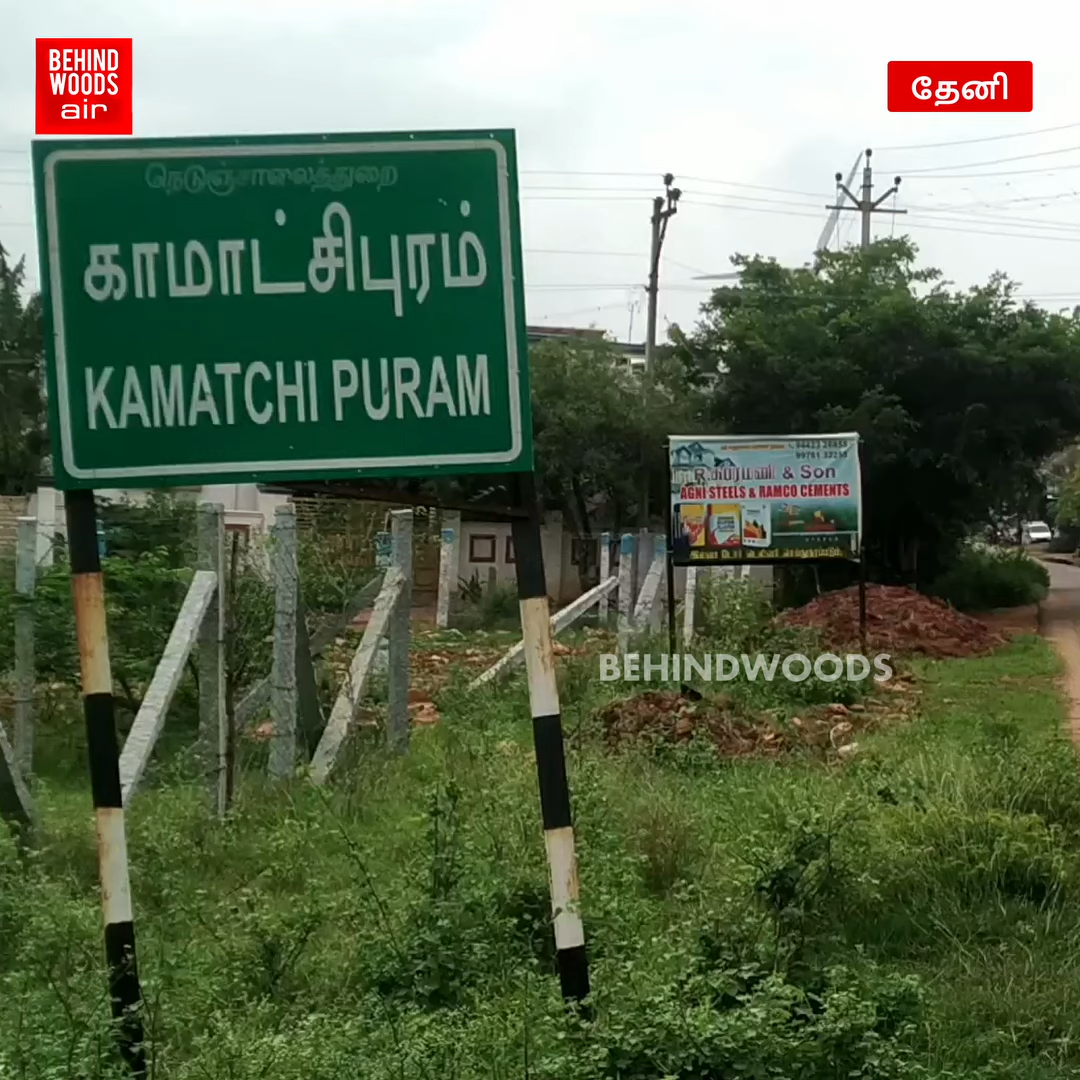 BEHIND
WOODS
air
தேனி
நெடுஞ்சாலைத்துறை
காமாட்சிபுரம்
KAMATCHI PURAM
& Son
AGNI STEELS & RAMCO CEMENTS
BEHINDWOODS